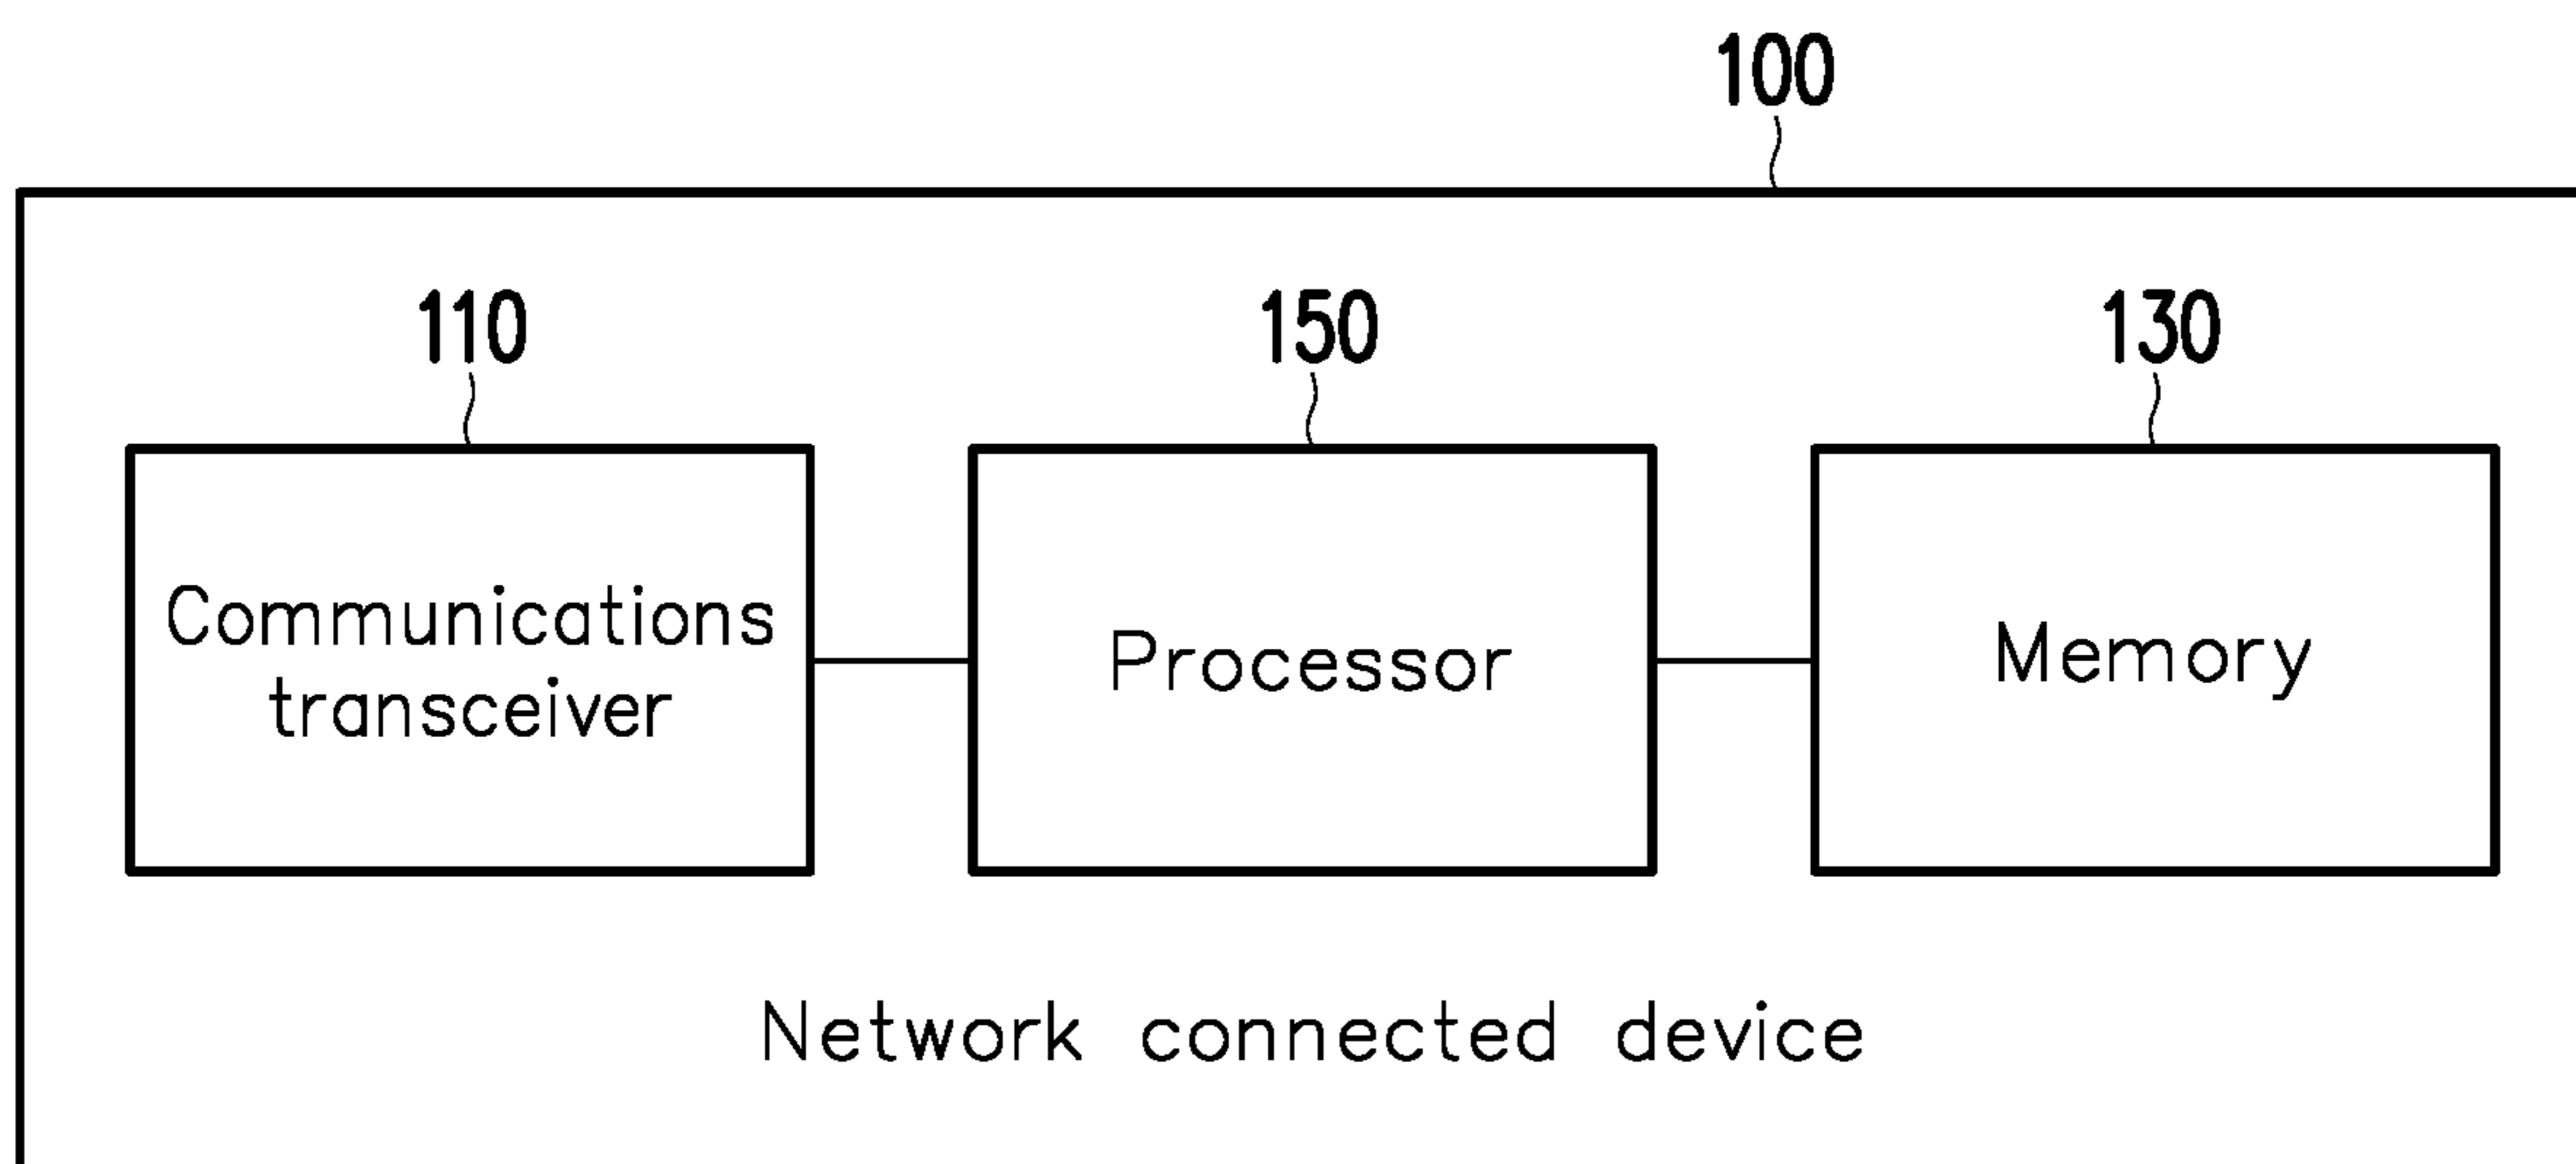 100
110
150
130
Communications
transceiver
Processor
Memory
Network connected device